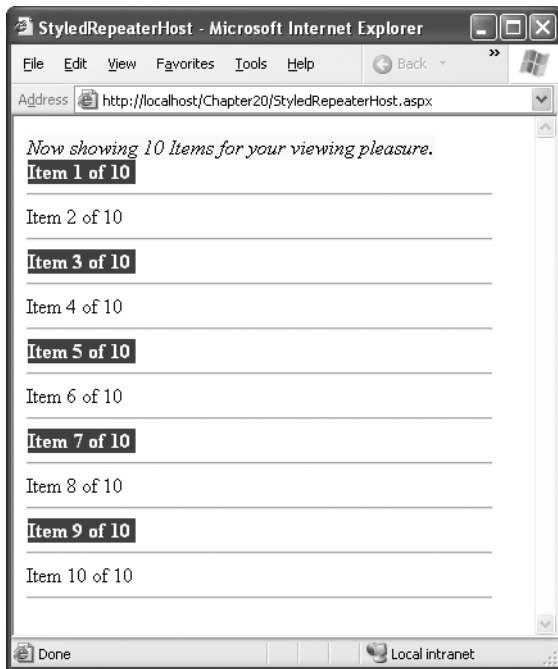 StyledRepeaterHost - Microsoft Internet Explorer
File Edit View Favorites Tools Help Back »
Address http://localhost/Chapter20/StyledRepeaterHost.aspx
Now showing 10 Items for your viewing pleasure.
Item 1 of 10
Item 2 of 10
Item 3 of 10
Item 4 of 10
Item 5 of 10
Item 6 of 10
Item 7 of 10
Item 8 of 10
Item 9 of 10
Item 10 of 10
Done Local intranet